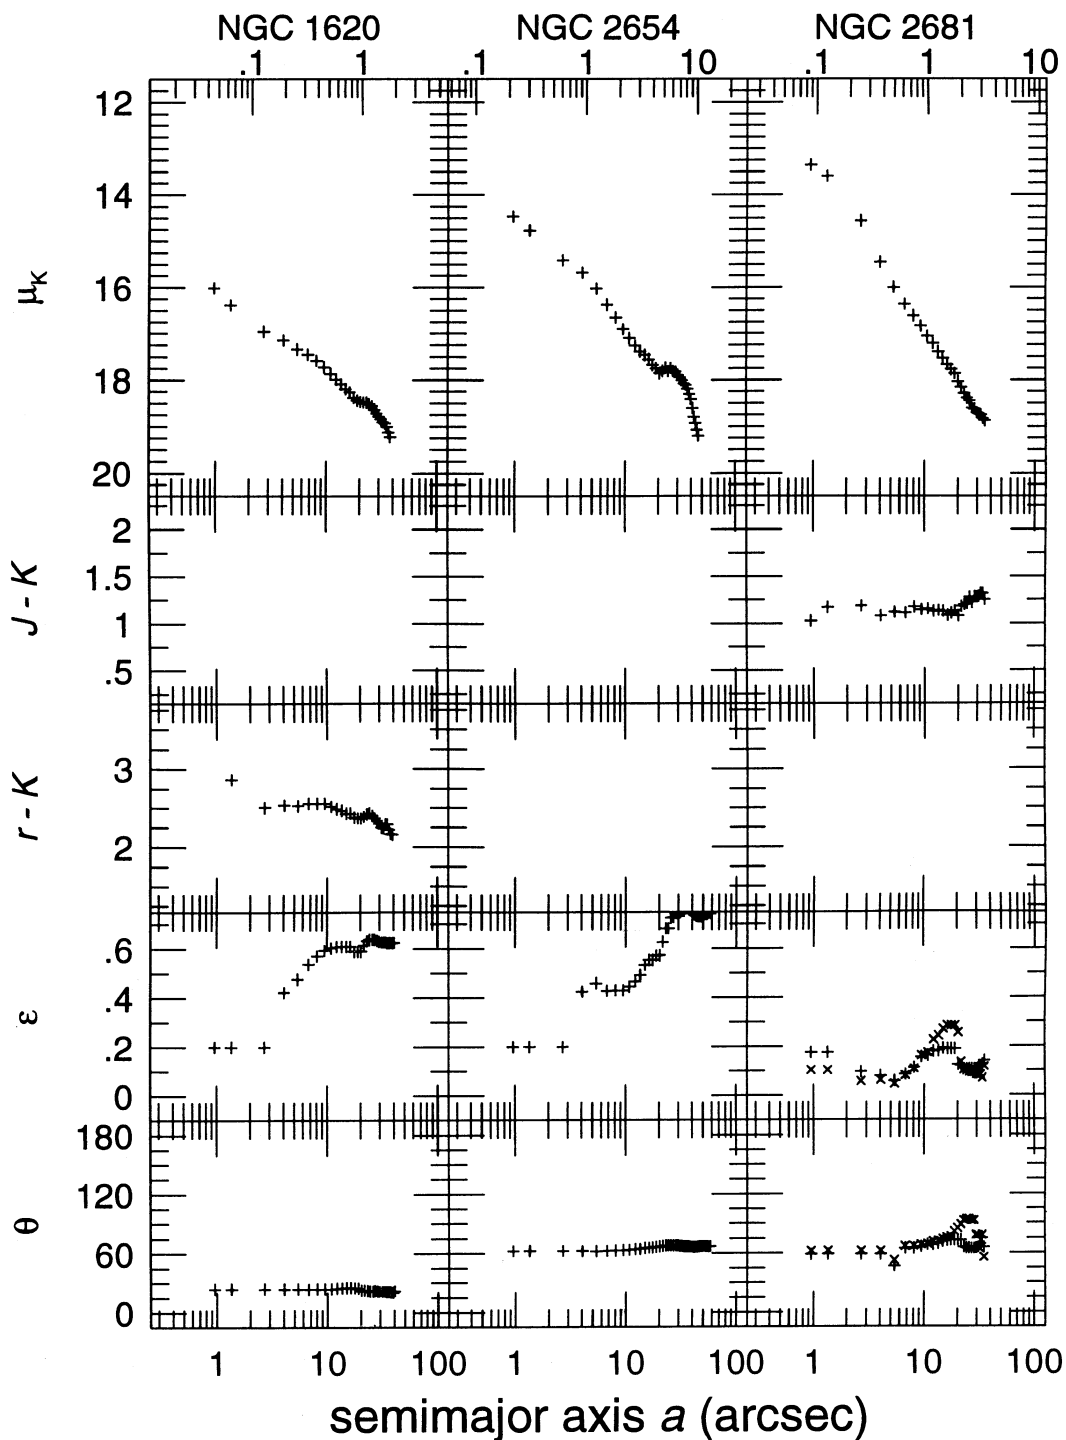 NGC 1620 NGC 2654 NGC 2681
.1 1 .1 1 10 .1 1 10
12
14
μK
16
18
20
2
J - K
1.5
1
.5
3
r - K
2
.6
ε
.4
.2
0
180
θ
120
60
0
1 10 100 1 10 100 1 10 100
semimajor axis a (arcsec)